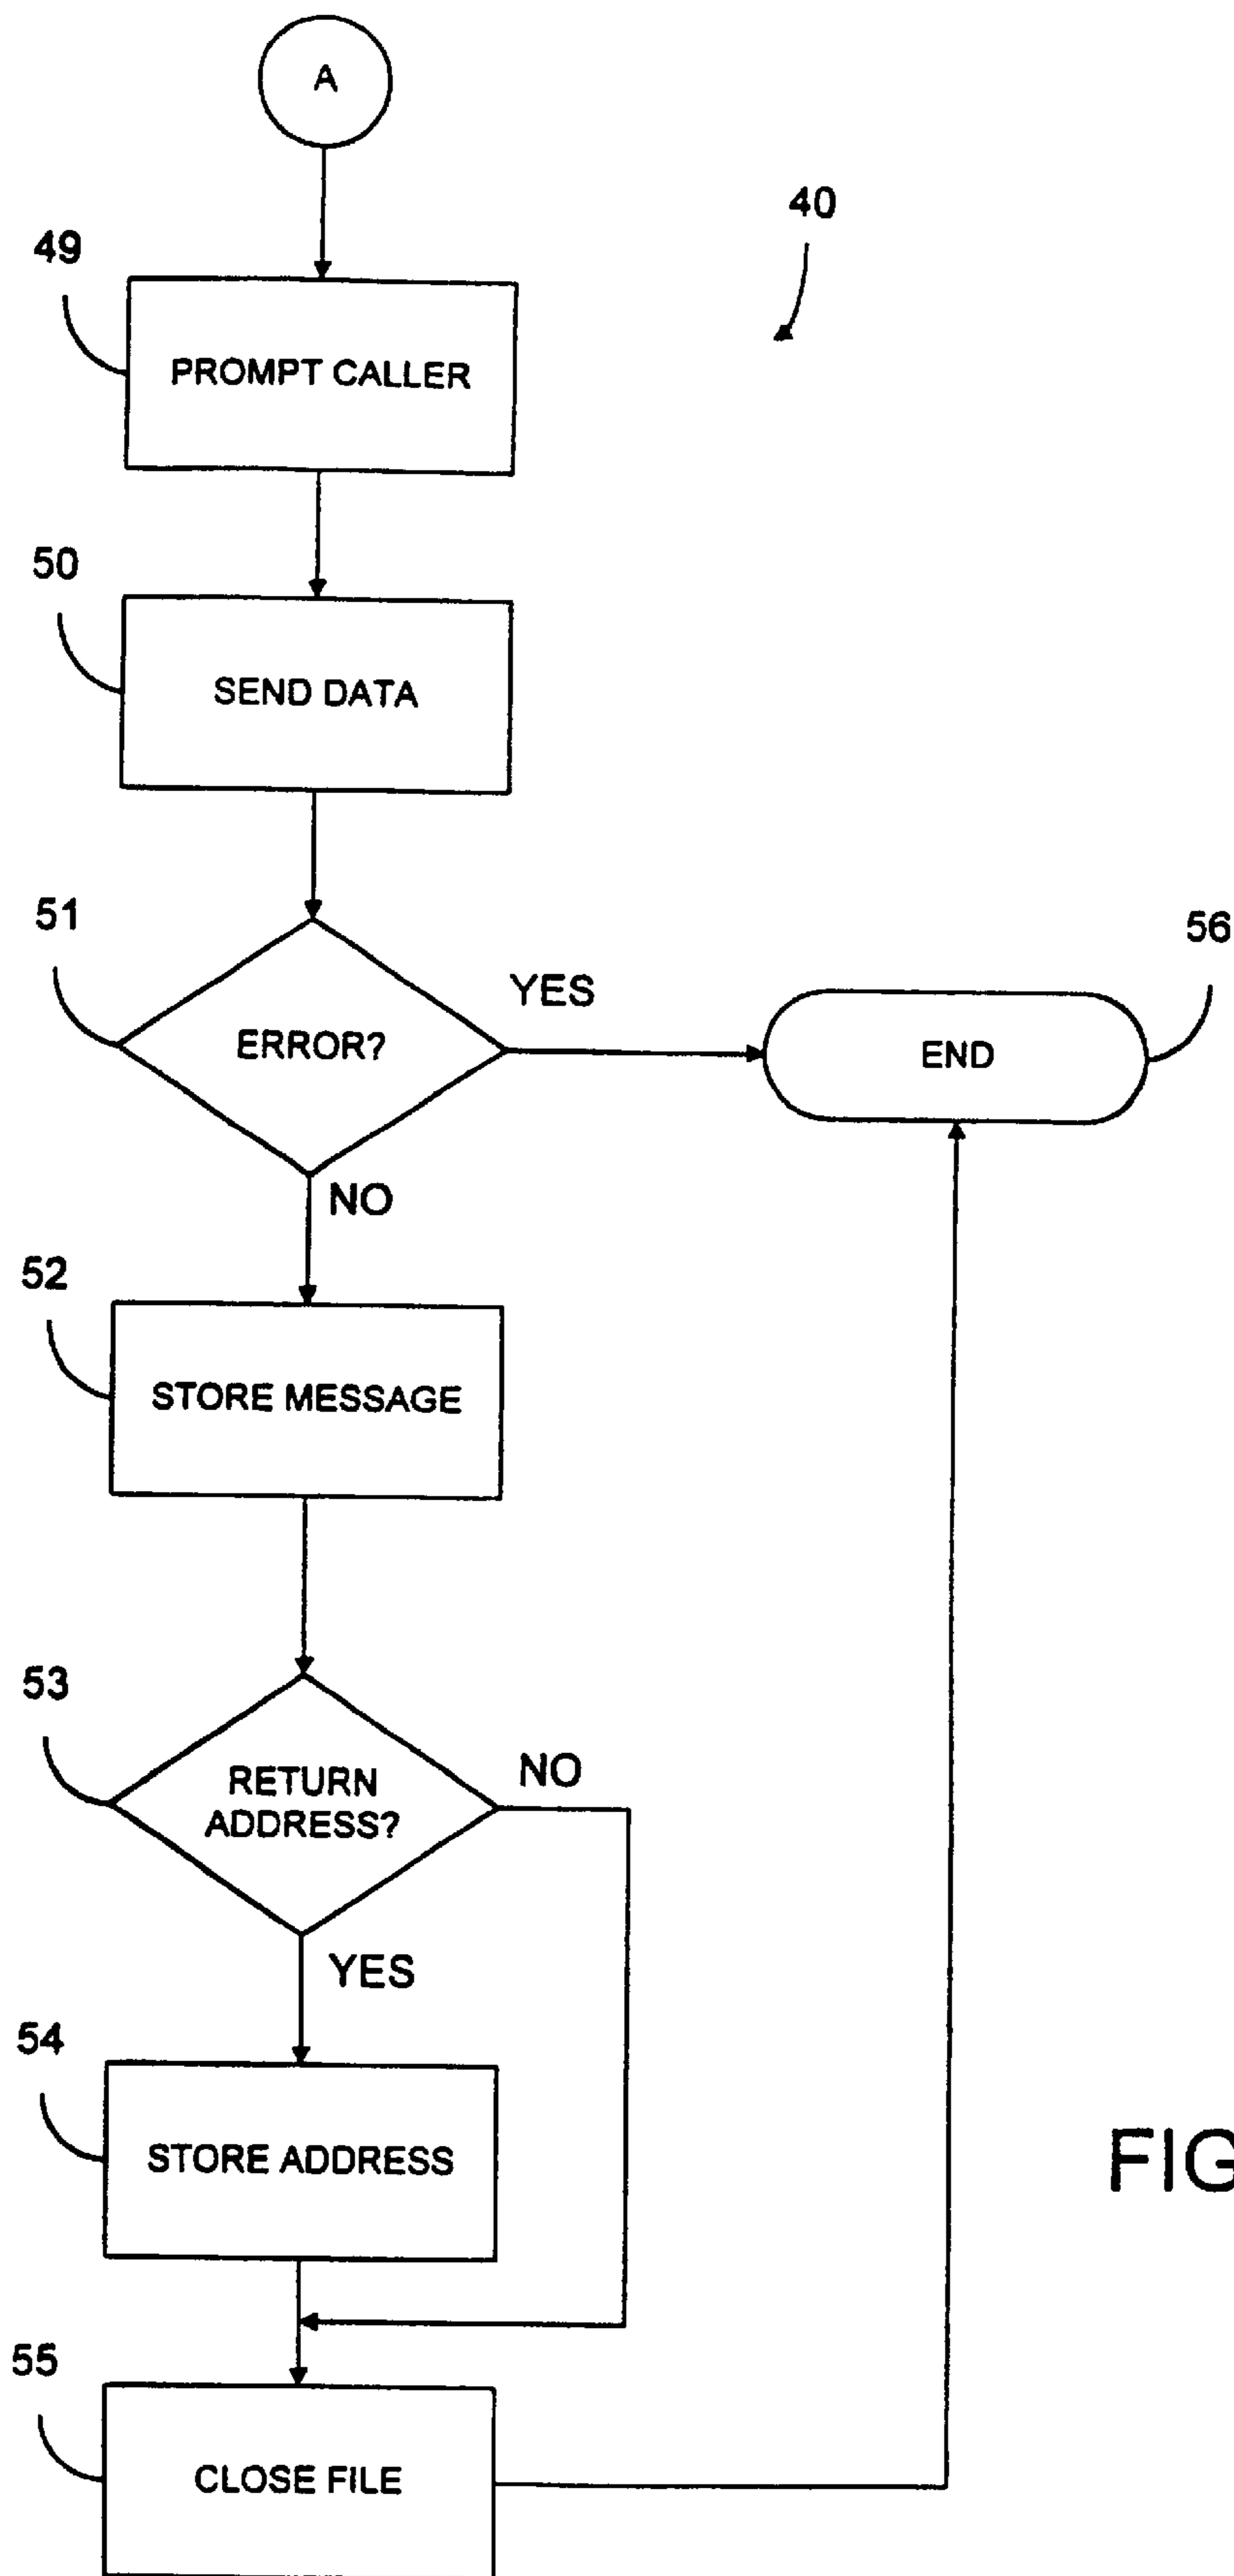 A
40
49
PROMPT CALLER
50
SEND DATA
51
ERROR?
YES
56
END
NO
52
STORE MESSAGE
53
RETURN
ADDRESS?
NO
YES
54
STORE ADDRESS
FIG
55
CLOSE FILE